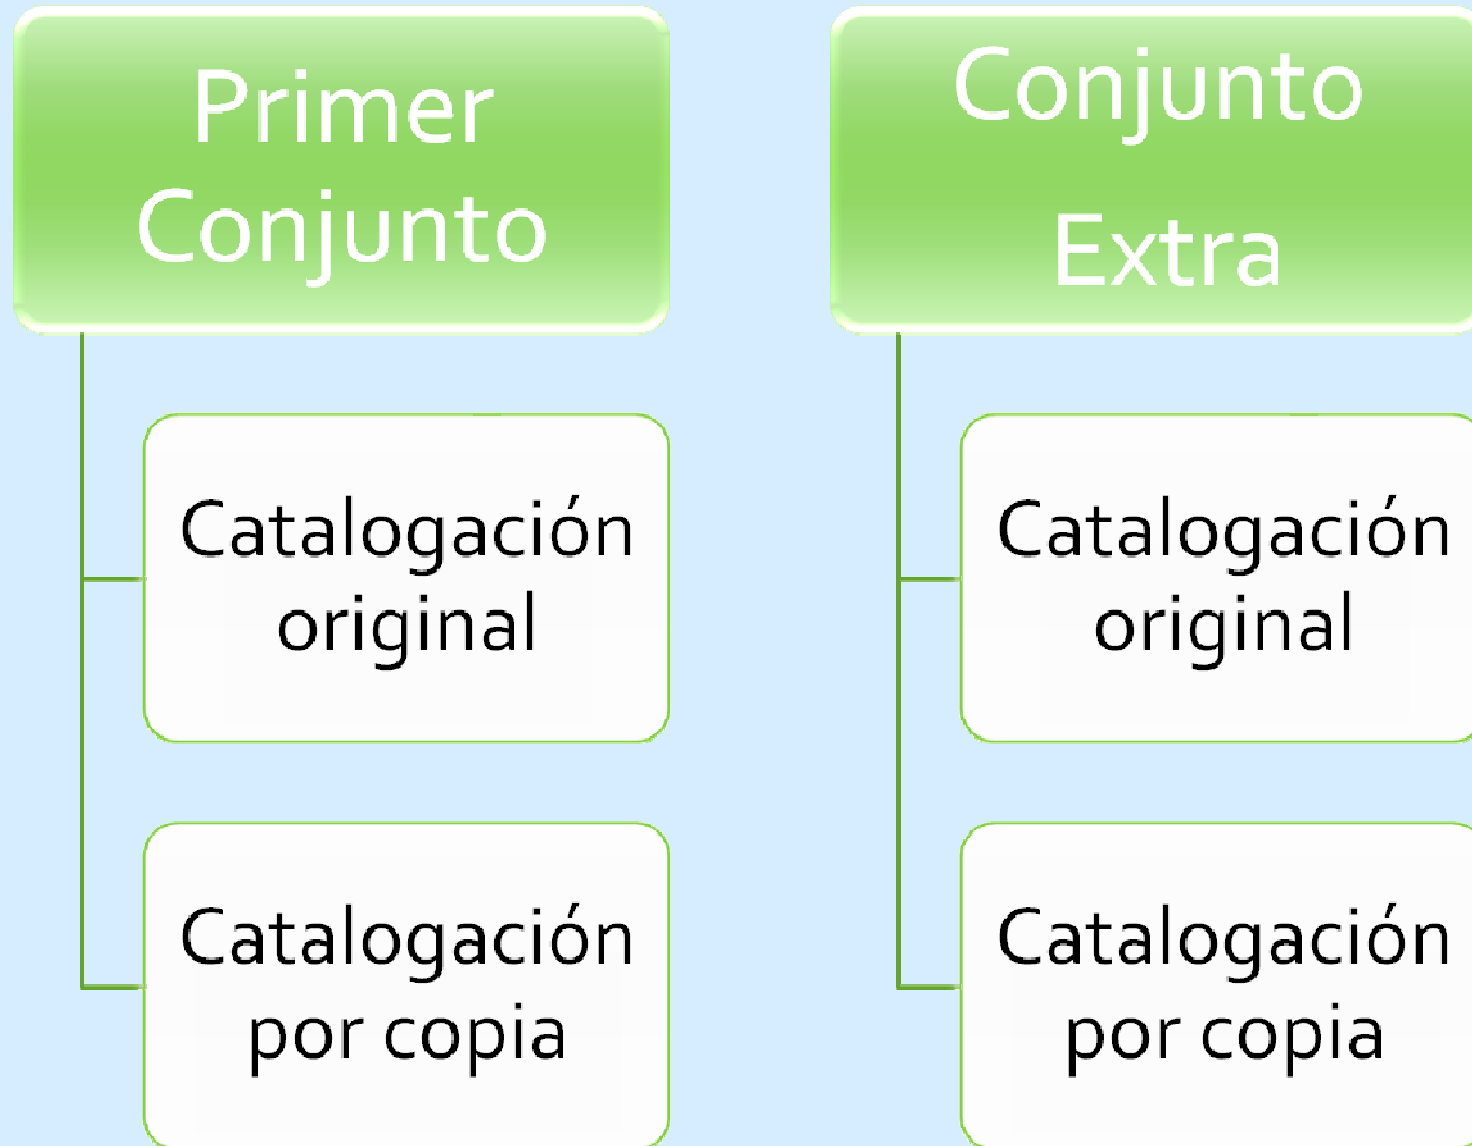 Primer
Conjunto
Catalogación
original
Catalogación
por copia
Conjunto
Extra
Catalogación
original
Catalogación
por copia